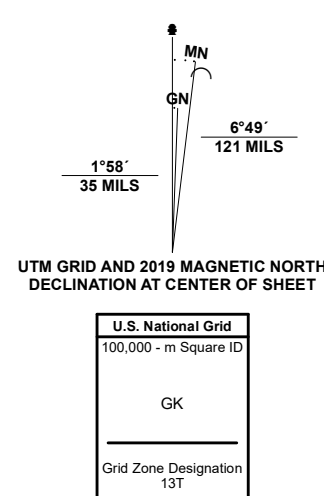 MN
GN
6°49´
121 MILS
1°58´
35 MILS
UTM GRID AND 2019 MAGNETIC NORTH
DECLINATION AT CENTER OF SHEET
U.S. National Grid
100,000 - m Square ID
GK
Grid Zone Designation
13T